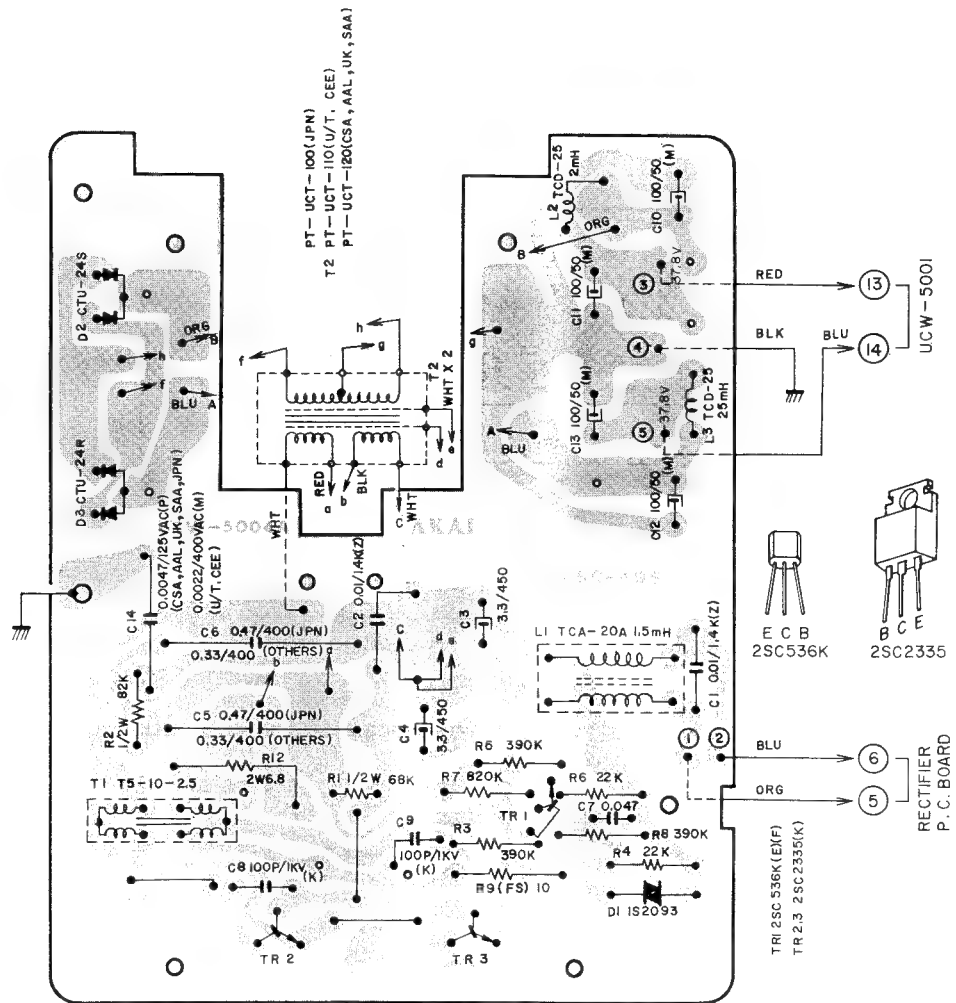 PT-UCT-100(JPN)
T2 PT-UCT-110(U/T, CEE)
PT-UCT-120(CSA,AAL,UK,SAA)
D2 CTU-24S
ORG
B
h
f
BLU
A
D3 CTU-24R
f
h
g
T2
WHT X 2
RED
a
b
BLK
WHT
C
a
e
WHT
g
A
BLU
B
ORG
L2 TCD-25
2mH
C10 100/50(M)
C11 100/50(M)
3
37.8V
4
C13 100/50(M)
5
37.8V
L3 TCD-25
25mH
C12 100/50(M)
RED
13
BLK
BLU
14
UCW-5001
AKAI
C14
0.0047/125VAC(P)
(CSA,AAL,UK,SAA,JPN)
0.0022/400VAC(M)
(U/T.CEE)
C6 0.47/400(JPN)
0.33/400 (OTHERS)
b
d
C2 0.01/1.4K(Z)
C
d
e
C3
3.3/450
C4
3.3/450
R2
1/2W 82K
C5 0.47/400(JPN)
0.33/400 (OTHERS)
L1 TCA-20A 1.5mH
C1 0.01/1.4K(Z)
E C B
2SC536K
B C E
2SC2335
1
2
BLU
6
ORG
5
RECTIFIER
P.C. BOARD
R12
2W6.8
T1 T5-10-2.5
R1 1/2W 68K
R5 390K
R7 820K
R6 22K
TR1
C7 0.047
C9
100P/1KV
(K)
R3
390K
R8 390K
R4 22K
C8 100P/1KV
(K)
R9(FS) 10
D1 1S2093
TR2
TR3
TR1 2SC536K(E)(F)
TR2,3 2SC2335(K)